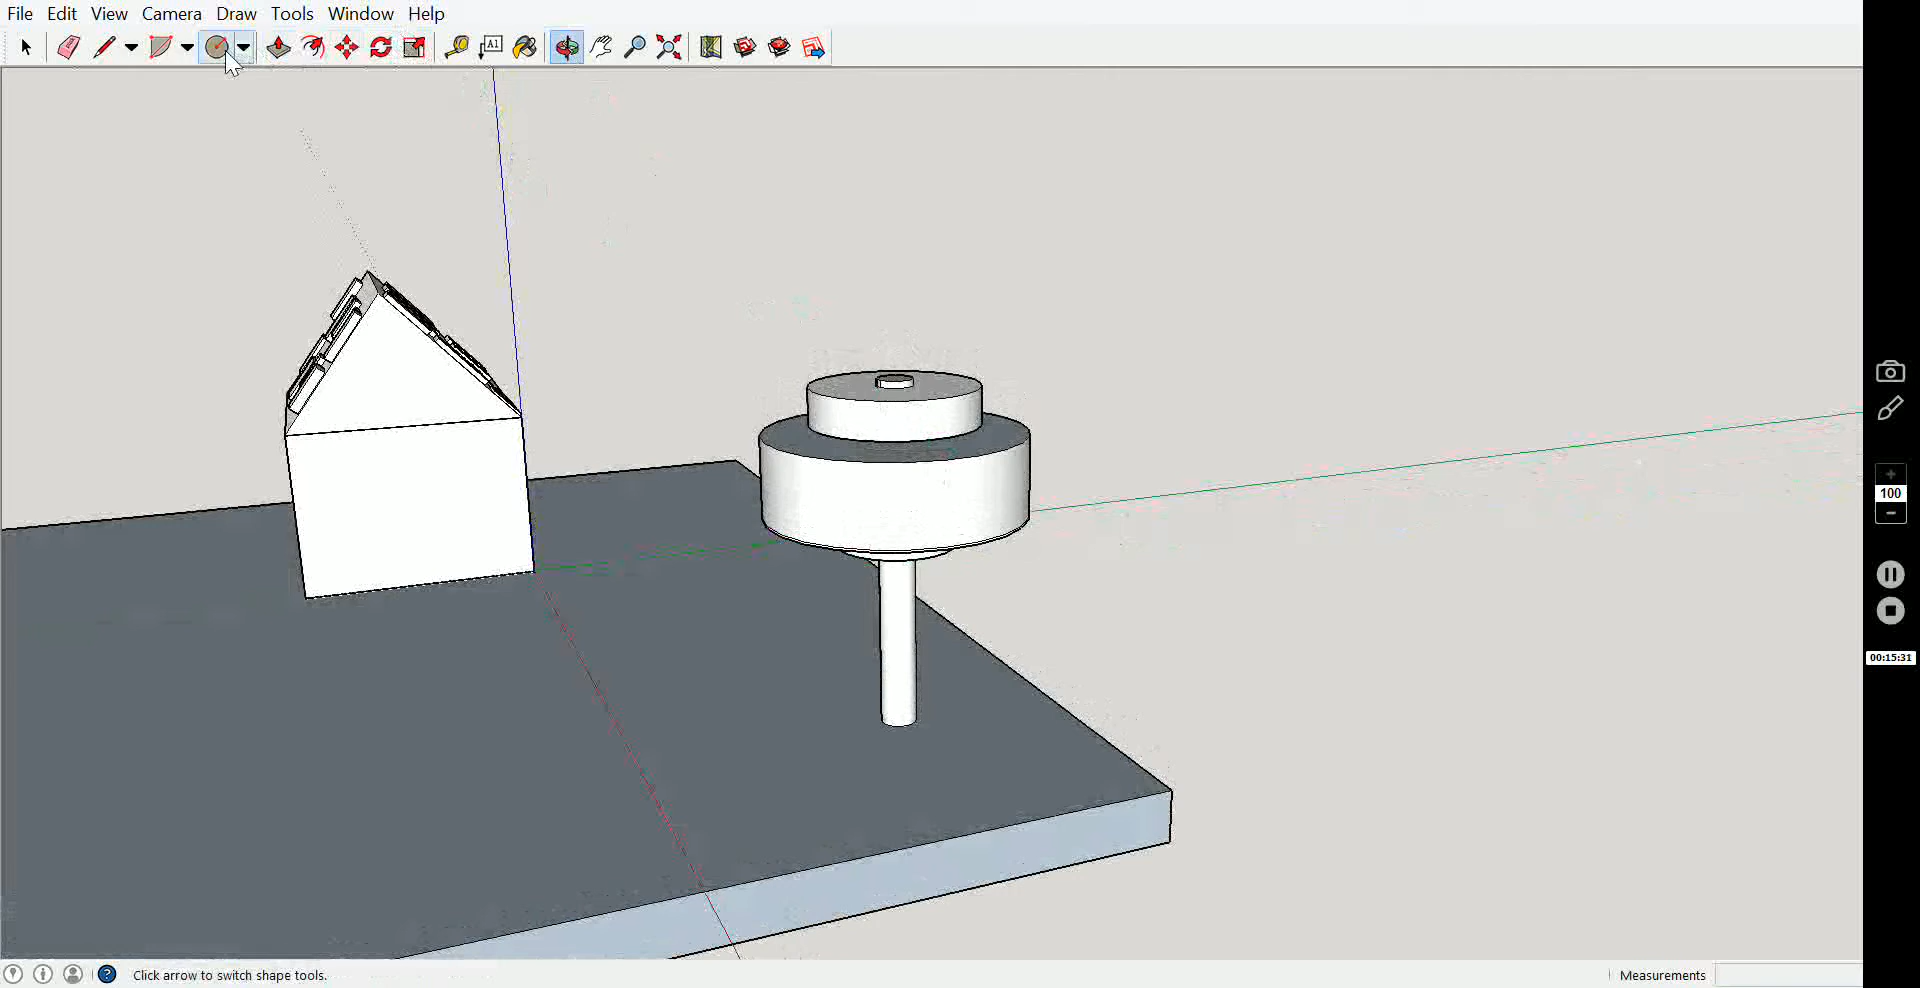 File Edit View Camera Draw Tools Window Help
A1
100
00:15:31
Click arrow to switch shape tools.
Measurements